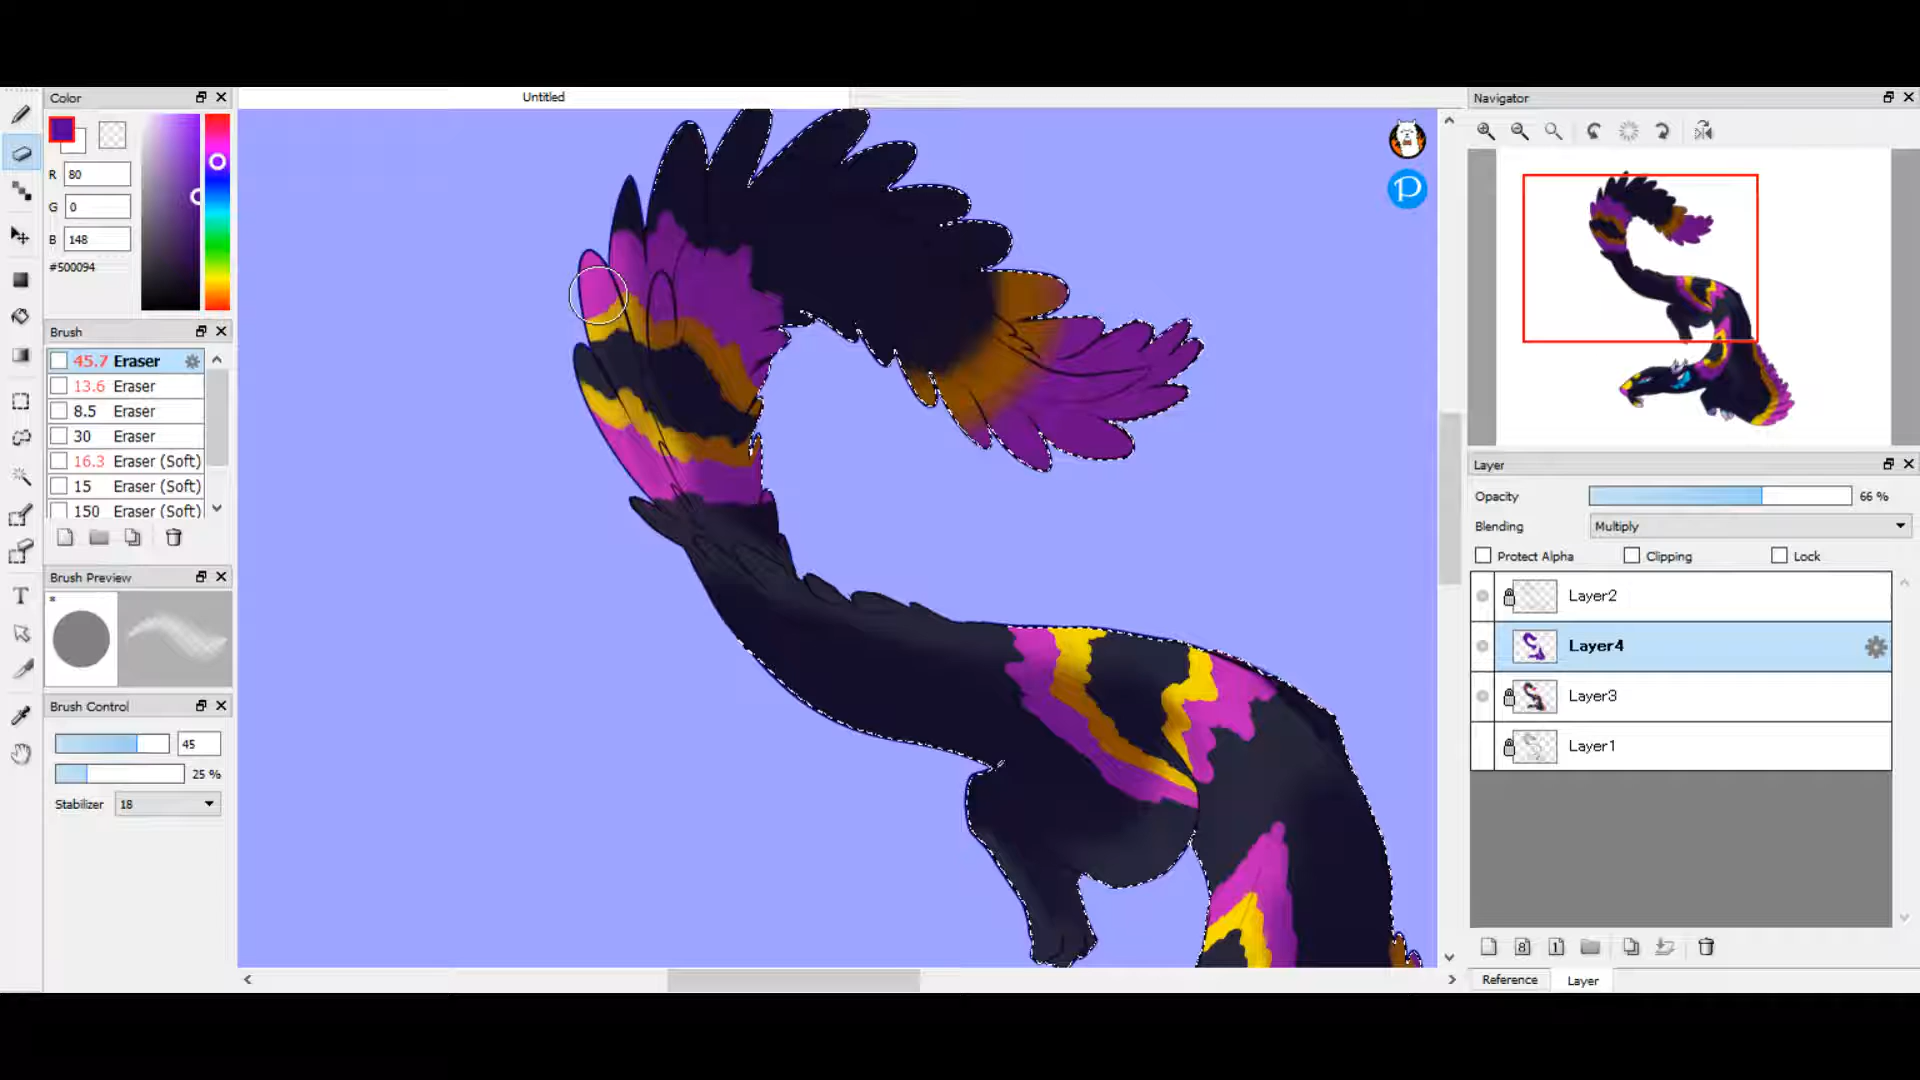 Color
Untitled
Navigator
R 80
G 0
B 148
#500094
Brush
45.7 Eraser
13.6 Eraser
8.5 Eraser
30 Eraser
16.3 Eraser (Soft)
15 Eraser (Soft)
150 Eraser (Soft)
Brush Preview
Brush Control
45
25 %
Stabilizer 18
Layer
Opacity 66 %
Blending Multiply
Protect Alpha Clipping Lock
Layer2
Layer4
Layer3
Layer1
8 1
Reference Layer
T
P